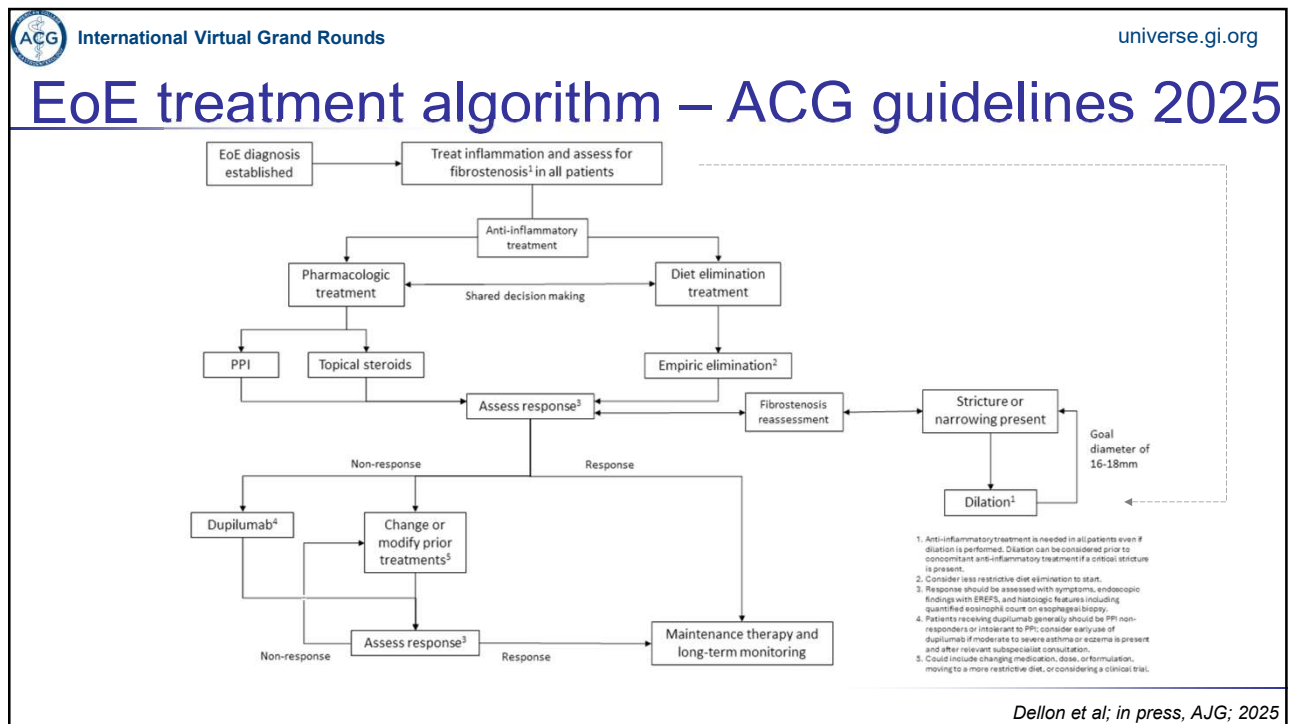 AMERICAN COLLEGE
OF GASTROENTEROLOGY
ACG
International Virtual Grand Rounds
universe.gi.org
EoE treatment algorithm – ACG guidelines 2025
EoE diagnosis
established
Treat inflammation and assess for
fibrostenosis1 in all patients
Anti-inflammatory
treatment
Pharmacologic
treatment
Shared decision making
Diet elimination
treatment
PPI
Topical steroids
Empiric elimination2
Assess response3
Fibrostenosis
reassessment
Stricture or
narrowing present
Goal
diameter of
16-18mm
Dilation1
Non-response
Response
Dupilumab4
Change or
modify prior
treatments5
Assess response3
Non-response
Response
Maintenance therapy and
long-term monitoring
1. Anti-inflammatory treatment is needed in all patients even if
dilation is performed. Dilation can be considered prior to
concomitant anti-inflammatory treatment if a critical stricture
is present.
2. Consider less restrictive diet elimination to start.
3. Response should be assessed with symptoms, endoscopic
findings with EREFS, and histologic features including
quantified eosinophil count on esophageal biopsy.
4. Patients receiving dupilumab generally should be PPI non-
responders or intolerant to PPI; consider early use of
dupilumab if moderate to severe asthma or eczema is present
and after relevant subspecialist consultation.
5. Could include changing medication, dose, or formulation,
moving to a more restrictive diet, or considering a clinical trial.
Dellon et al; in press, AJG; 2025